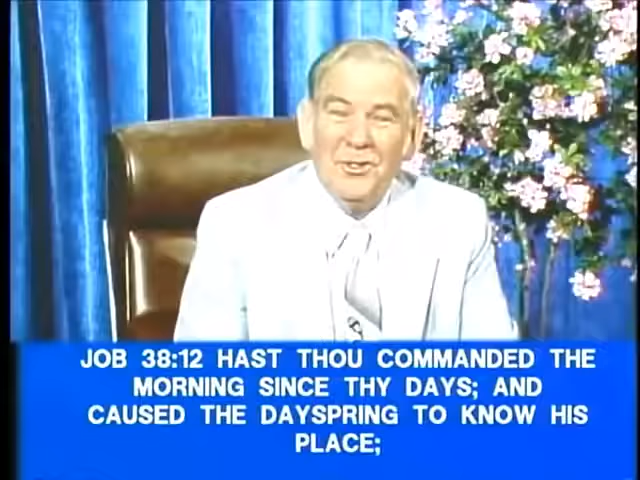 JOB 38:12 HAST THOU COMMANDED THE
MORNING SINCE THY DAYS; AND
CAUSED THE DAYSPRING TO KNOW HIS
PLACE;